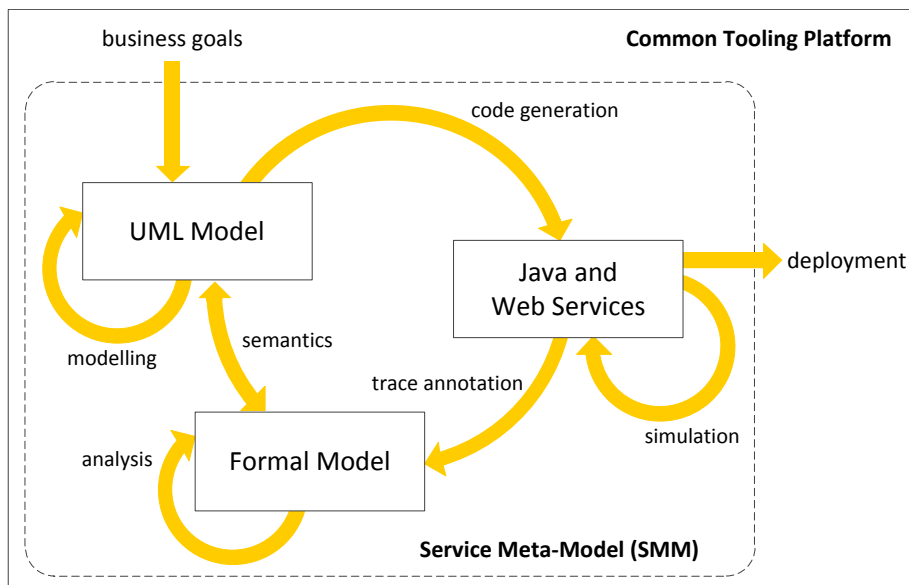 business goals
Common Tooling Platform
code generation
UML Model
Java and
Web Services
deployment
semantics
modelling
trace annotation
simulation
analysis
Formal Model
Service Meta-Model (SMM)